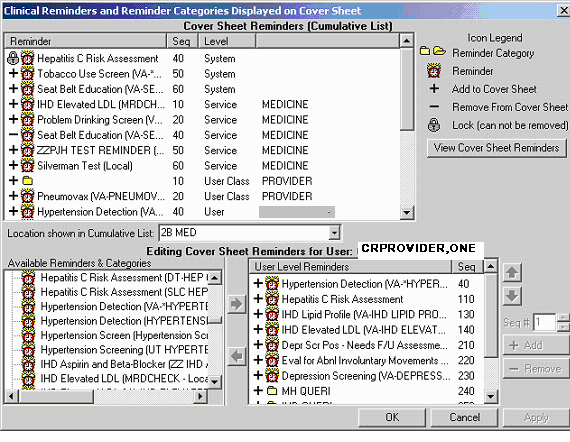 Clinical Reminders and Reminder Categories Displayed on Cover Sheet
Cover Sheet Reminders (Cumulative List)
Reminder Seq Level
Hepatitis C Risk Assessment 40 System
Tobacco Use Screen (VA-*... 50 System
Seat Belt Education (VA-SE... 60 System
IHD Elevated LDL (MRDCH... 10 Service MEDICINE
Problem Drinking Screen (V... 20 Service MEDICINE
Seat Belt Education (VA-SE... 40 Service MEDICINE
ZZPJH TEST REMINDER (... 50 Service MEDICINE
Silverman Test (Local) 60 Service MEDICINE
10 User Class PROVIDER
Pneumovax (VA-PNEUMOV... 20 User Class PROVIDER
Hypertension Detection (VA... 40 User
Icon Legend
Reminder Category
Reminder
+ Add to Cover Sheet
− Remove From Cover Sheet
Lock (can not be removed)
View Cover Sheet Reminders
Location shown in Cumulative List: 2B MED
Editing Cover Sheet Reminders for User: CRPROVIDER,ONE
Available Reminders & Categories
Hepatitis C Risk Assessment (DT-HEP C
Hepatitis C Risk Assessment (SLC HEP
Hypertension Detection (VA-*HYPERTE
Hypertension Detection (HYPERTENSI
Hypertension Screen (Hypertension Scr
Hypertension Screening (UT HYPERTE
IHD Aspirin and Beta-Blocker (ZZ IHD A
IHD Elevated LDL (MRDCHECK - Loca
User Level Reminders Seq
Hypertension Detection (VA-*HYPER... 40
Hepatitis C Risk Assessment 110
IHD Lipid Profile (VA-IHD LIPID PRO... 130
IHD Elevated LDL (VA-IHD ELEVAT... 140
Depr Scr Pos - Needs F/U Assessme... 210
Eval for Abnl Involuntary Movements ... 220
Depression Screening (VA-DEPRESS... 230
MH QUERI 240
IHD QUERI 250
Seq # 1
+ Add
− Remove
OK Cancel Apply